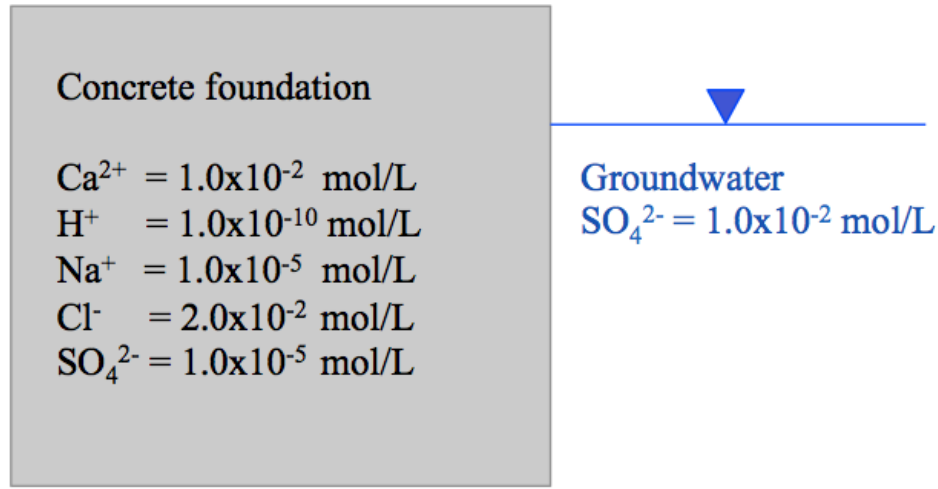 Concrete foundation
Ca²⁺ = 1.0x10⁻² mol/L
H⁺ = 1.0x10⁻¹⁰ mol/L
Na⁺ = 1.0x10⁻⁵ mol/L
Cl⁻ = 2.0x10⁻² mol/L
SO₄²⁻ = 1.0x10⁻⁵ mol/L
Groundwater
SO₄²⁻ = 1.0x10⁻² mol/L